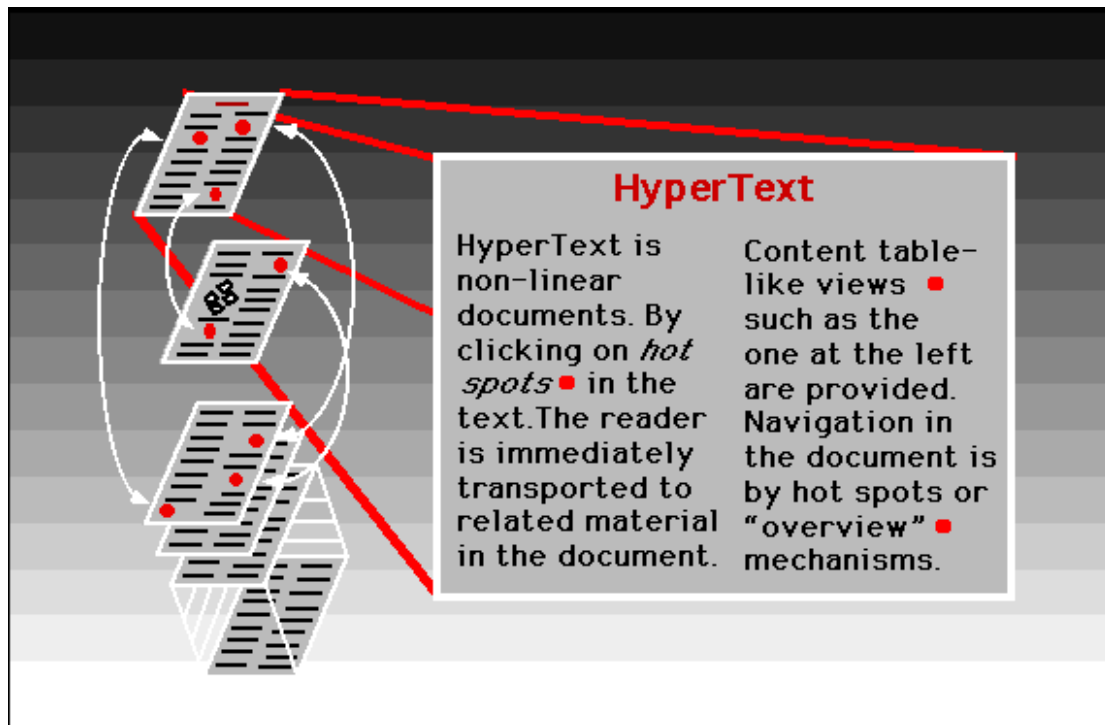 HyperText
HyperText is
non-linear
documents. By
clicking on hot
spots in the
text.The reader
is immediately
transported to
related material
in the document.
Content table-
like views
such as the
one at the left
are provided.
Navigation in
the document is
by hot spots or
“overview”
mechanisms.